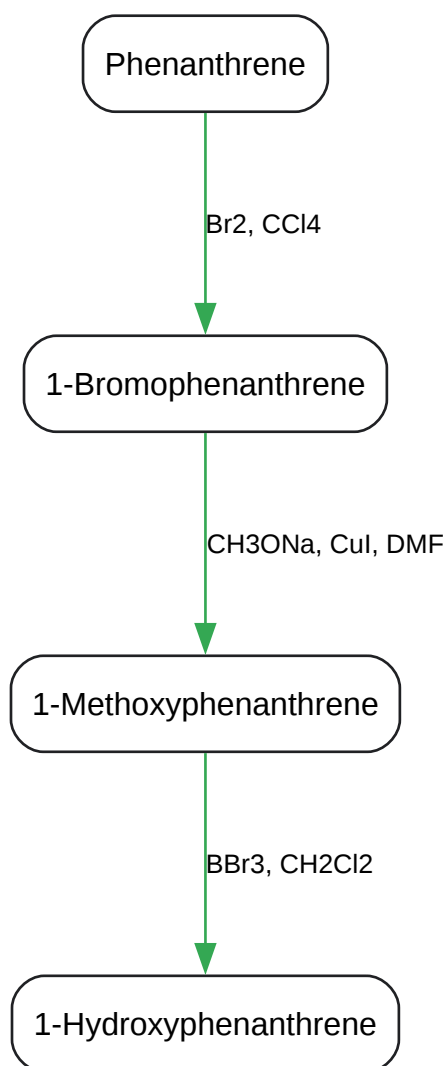 Phenanthrene
Br2, CCl4
1-Bromophenanthrene
CH3ONa, CuI, DMF
1-Methoxyphenanthrene
BBr3, CH2Cl2
1-Hydroxyphenanthrene